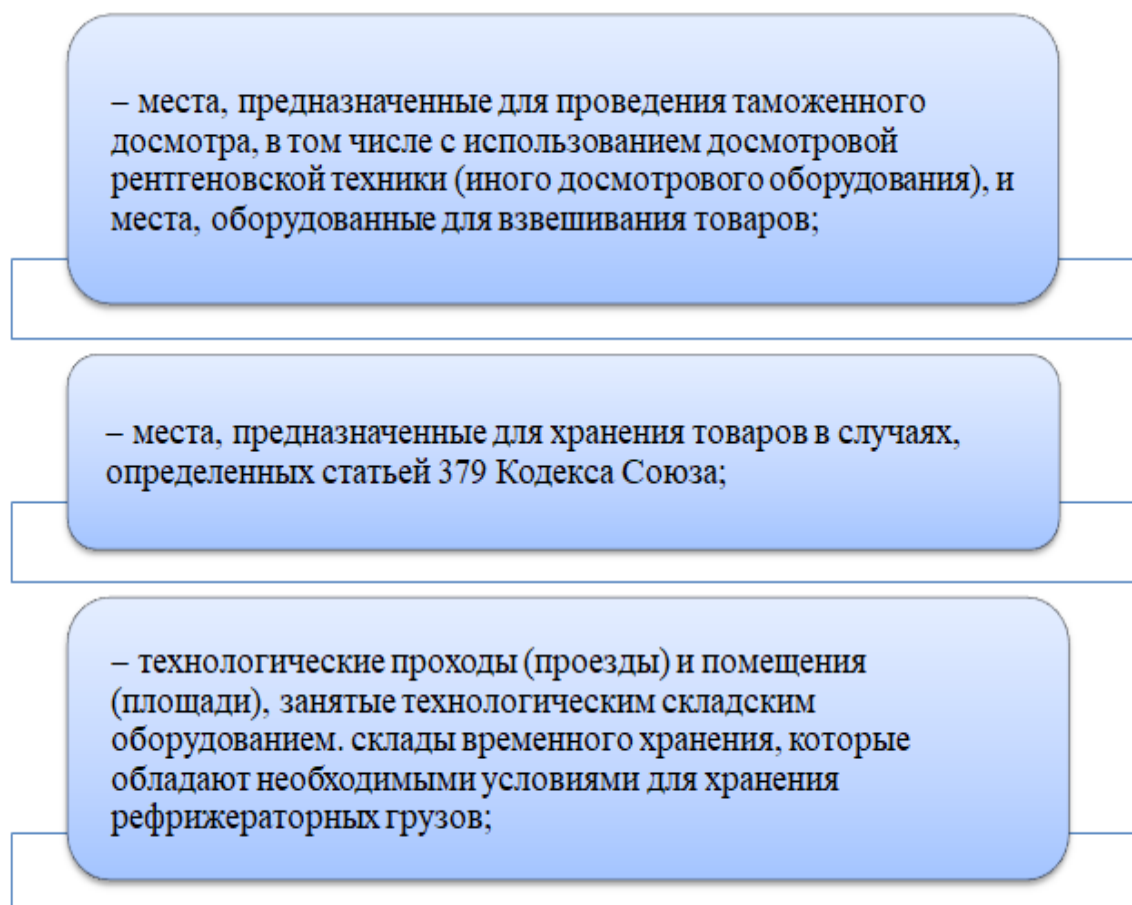 – места, предназначенные для проведения таможенного
досмотра, в том числе с использованием досмотровой
рентгеновской техники (иного досмотрового оборудования), и
места, оборудованные для взвешивания товаров;
– места, предназначенные для хранения товаров в случаях,
определенных статьей 379 Кодекса Союза;
– технологические проходы (проезды) и помещения
(площади), занятые технологическим складским
оборудованием. склады временного хранения, которые
обладают необходимыми условиями для хранения
рефрижераторных грузов;